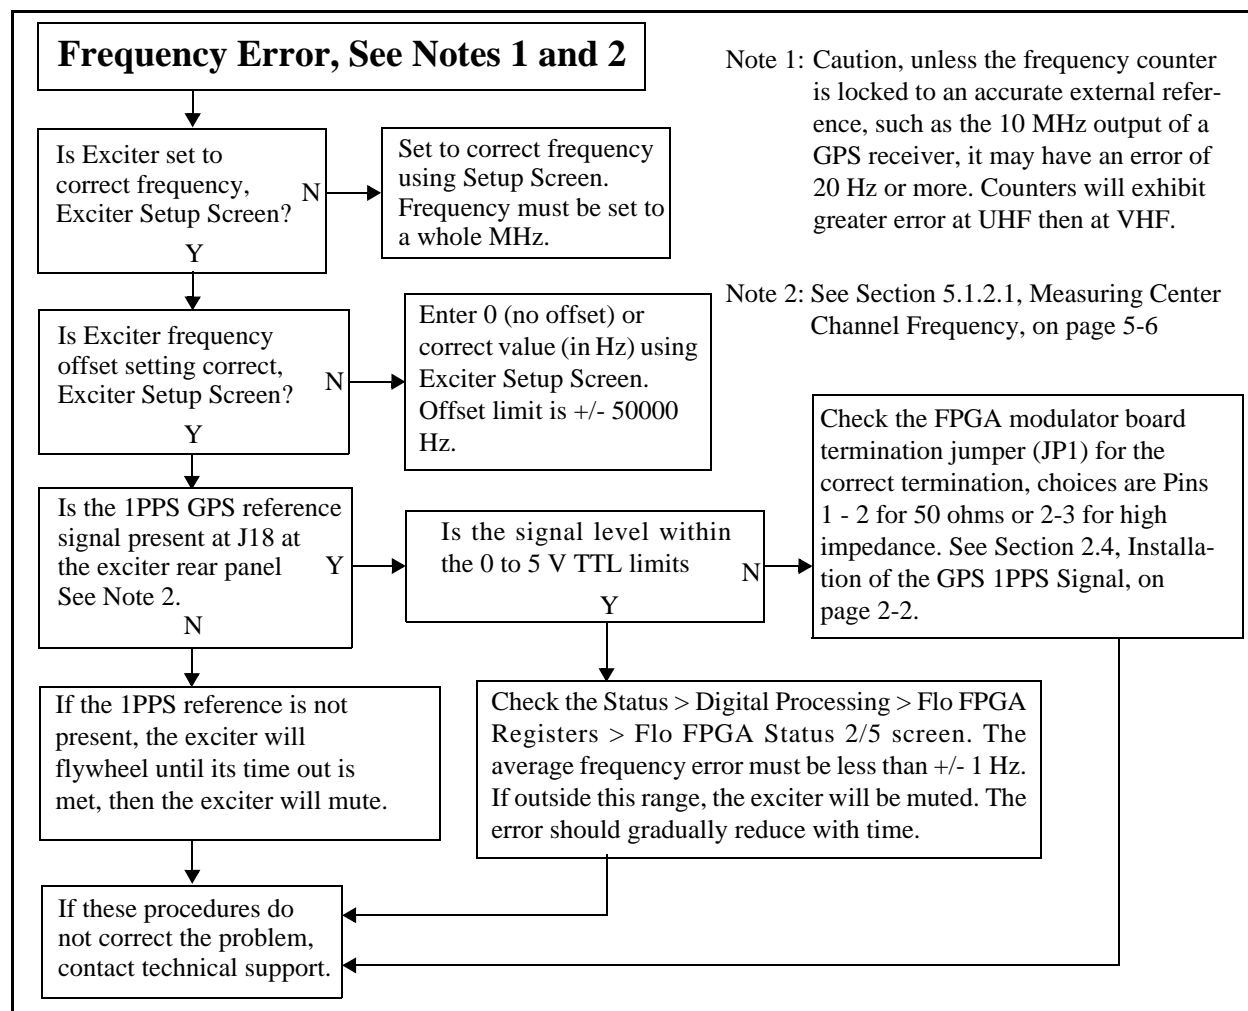 Frequency Error, See Notes 1 and 2
Note 1: Caution, unless the frequency counter
is locked to an accurate external refer-
ence, such as the 10 MHz output of a
GPS receiver, it may have an error of
20 Hz or more. Counters will exhibit
greater error at UHF then at VHF.
Note 2: See Section 5.1.2.1, Measuring Center
Channel Frequency, on page 5-6
Is Exciter set to
correct frequency,
Exciter Setup Screen?
N
Y
Set to correct frequency
using Setup Screen.
Frequency must be set to
a whole MHz.
Is Exciter frequency
offset setting correct,
Exciter Setup Screen?
N
Y
Enter 0 (no offset) or
correct value (in Hz) using
Exciter Setup Screen.
Offset limit is +/- 50000
Hz.
Is the 1PPS GPS reference
signal present at J18 at
the exciter rear panel
See Note 2.
Y
N
Is the signal level within
the 0 to 5 V TTL limits
N
Y
Check the FPGA modulator board
termination jumper (JP1) for the
correct termination, choices are Pins
1 - 2 for 50 ohms or 2-3 for high
impedance. See Section 2.4, Installa-
tion of the GPS 1PPS Signal, on
page 2-2.
If the 1PPS reference is not
present, the exciter will
flywheel until its time out is
met, then the exciter will mute.
Check the Status > Digital Processing > Flo FPGA
Registers > Flo FPGA Status 2/5 screen. The
average frequency error must be less than +/- 1 Hz.
If outside this range, the exciter will be muted. The
error should gradually reduce with time.
If these procedures do
not correct the problem,
contact technical support.